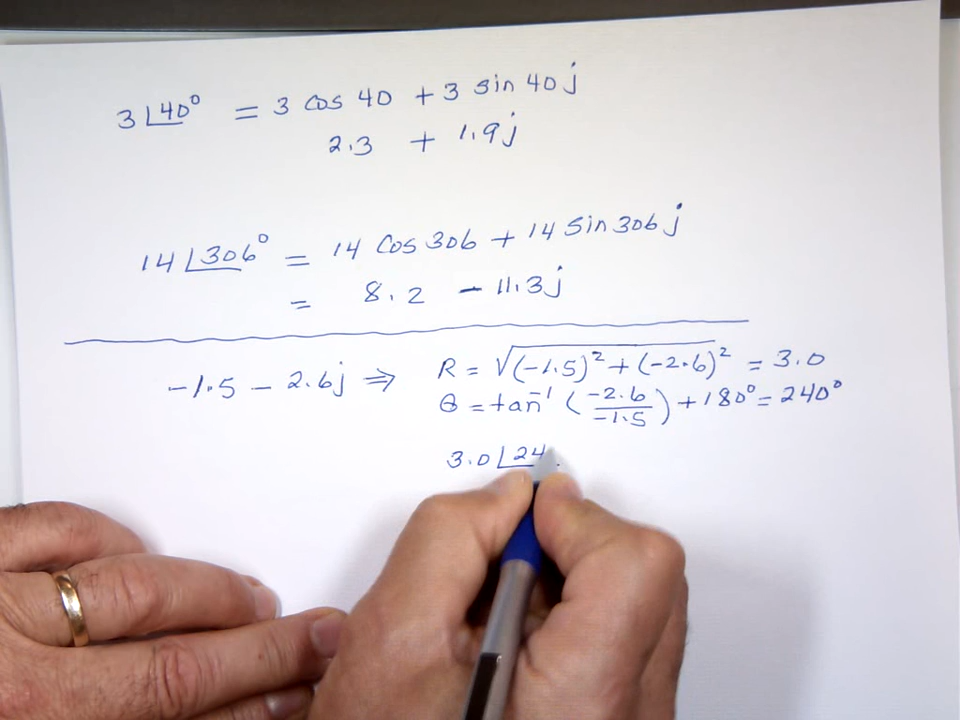 3∠40° = 3 cos 40 + 3 sin 40j
2.3 + 1.9j
14∠306° = 14 cos 306 + 14 sin 306j
= 8.2 - 11.3j
-1.5 - 2.6j ⇒ R = √(-1.5)² + (-2.6)² = 3.0
θ = tan⁻¹ (-2.6/-1.5) + 180° = 240°
3.0∠24